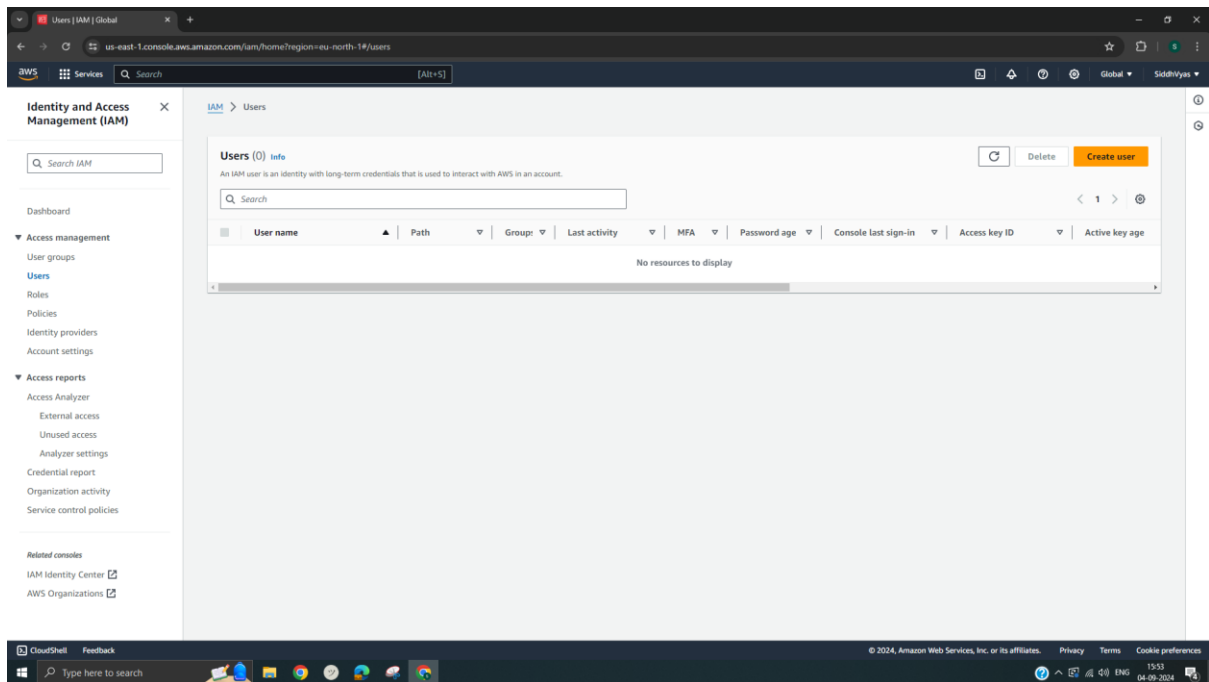 Users | IAM | Global
us-east-1.console.aws.amazon.com/iam/home?region=eu-north-1#/users
S
aws Services Search [Alt+S] Global SiddhVyas
Identity and Access Management (IAM)
Search IAM
Dashboard
Access management
User groups
Users
Roles
Policies
Identity providers
Account settings
Access reports
Access Analyzer
External access
Unused access
Analyzer settings
Credential report
Organization activity
Service control policies
Related consoles
IAM Identity Center
AWS Organizations
IAM > Users
Users (0) Info
Delete Create user
An IAM user is an identity with long-term credentials that is used to interact with AWS in an account.
Search
< 1 >
User name Path Groups Last activity MFA Password age Console last sign-in Access key ID Active key age
No resources to display
CloudShell Feedback © 2024, Amazon Web Services, Inc. or its affiliates. Privacy Terms Cookie preferences
Type here to search ENG 15:53
04-09-2024